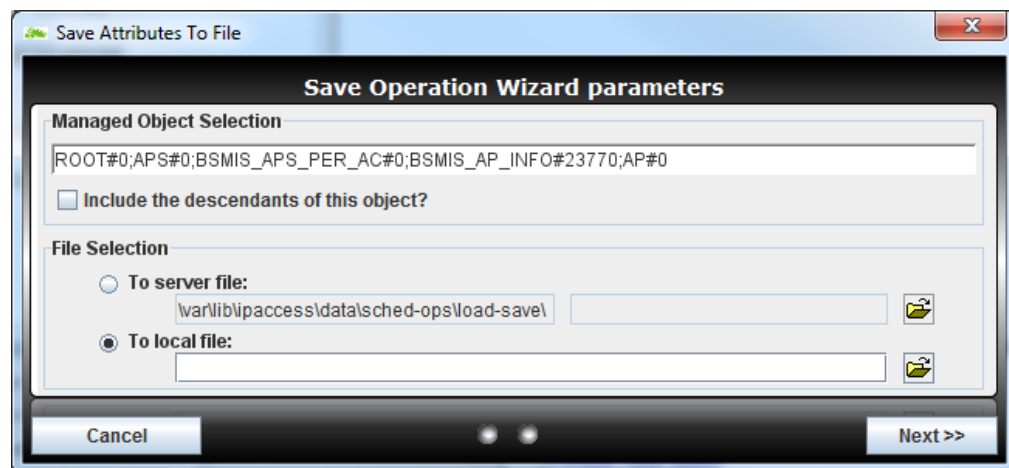 Save Attributes To File
Save Operation Wizard parameters
Managed Object Selection
ROOT#0;APS#0;BSMIS_APS_PER_AC#0;BSMIS_AP_INFO#23770;AP#0
Include the descendants of this object?
File Selection
To server file:
\var\lib\ipaccess\data\sched-ops\load-save\
To local file:
Cancel
Next >>